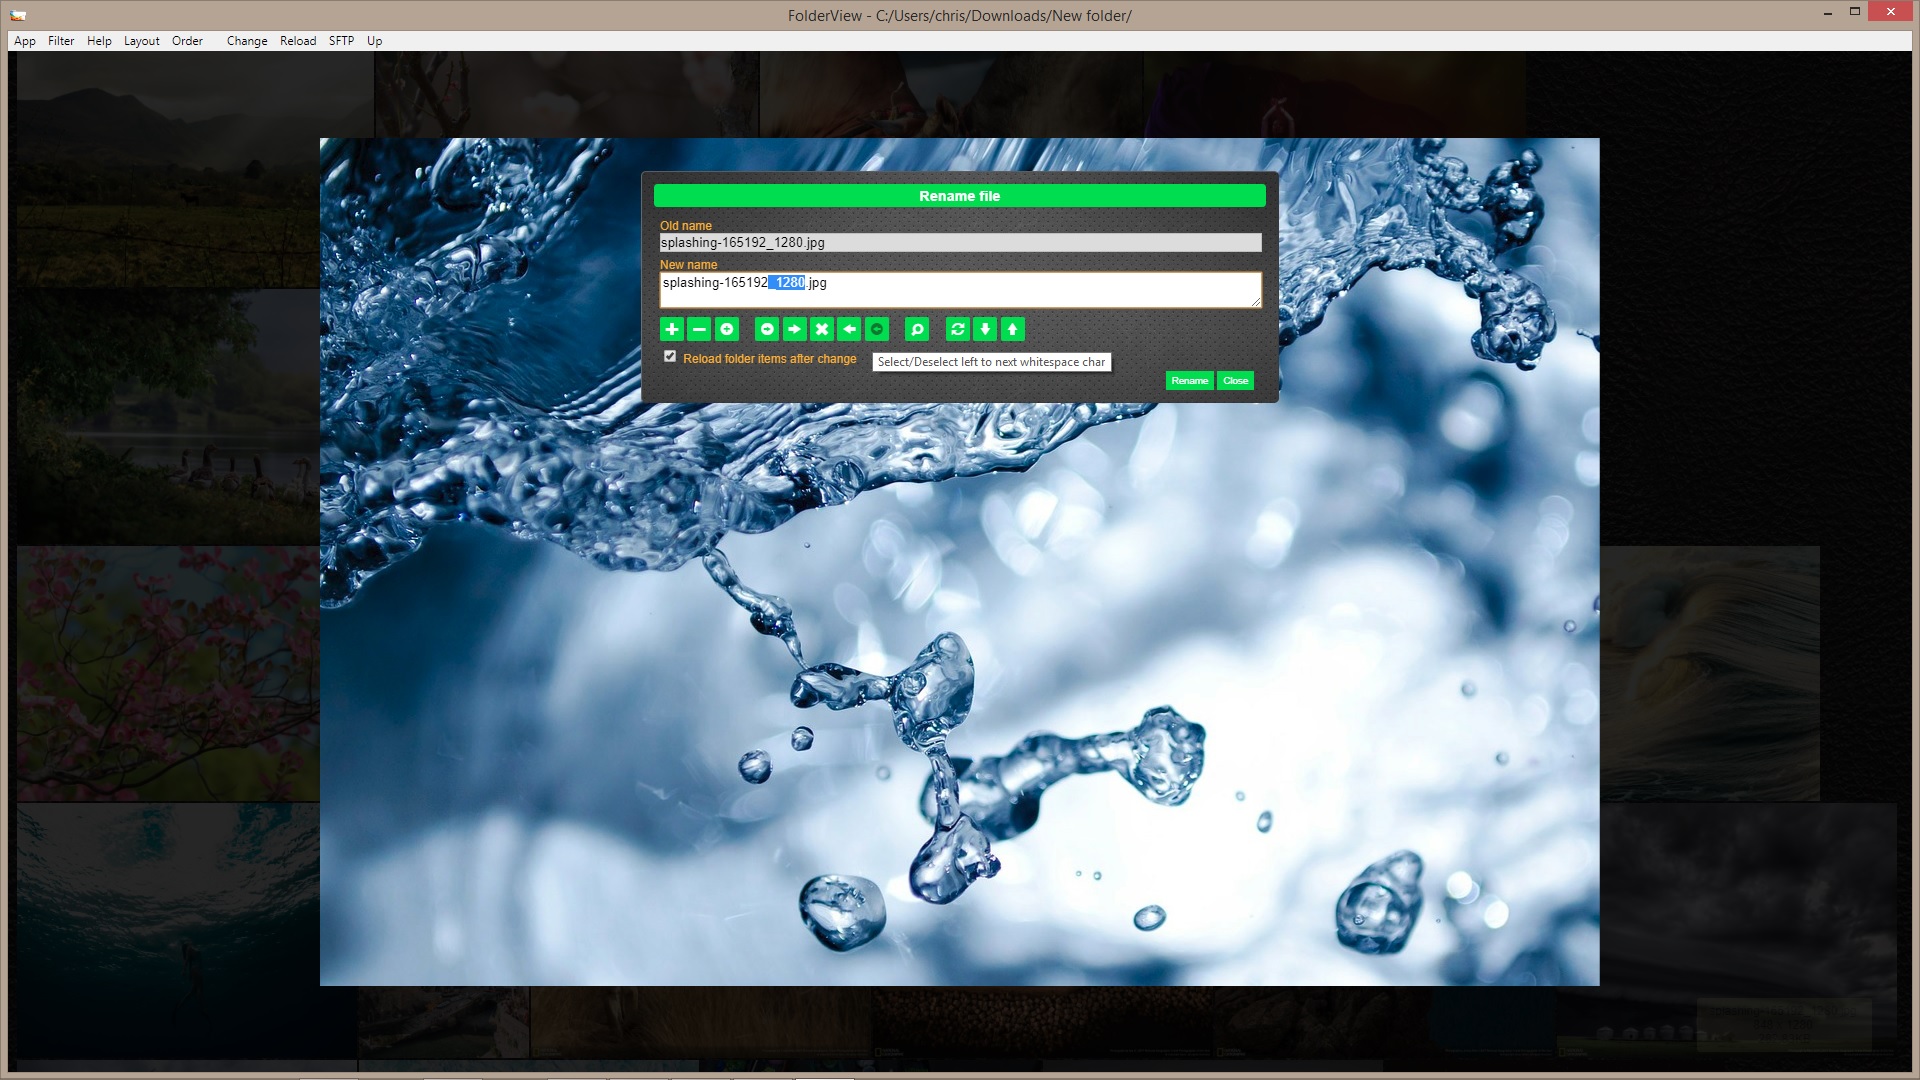 FolderView - C:/Users/chris/Downloads/New folder/
App Filter Help Layout Order Change Reload SFTP Up
Rename file
Old name
splashing-165192_1280.jpg
New name
splashing-165192_1280.jpg
Reload folder items after change
Select/Deselect left to next whitespace char
Rename Close